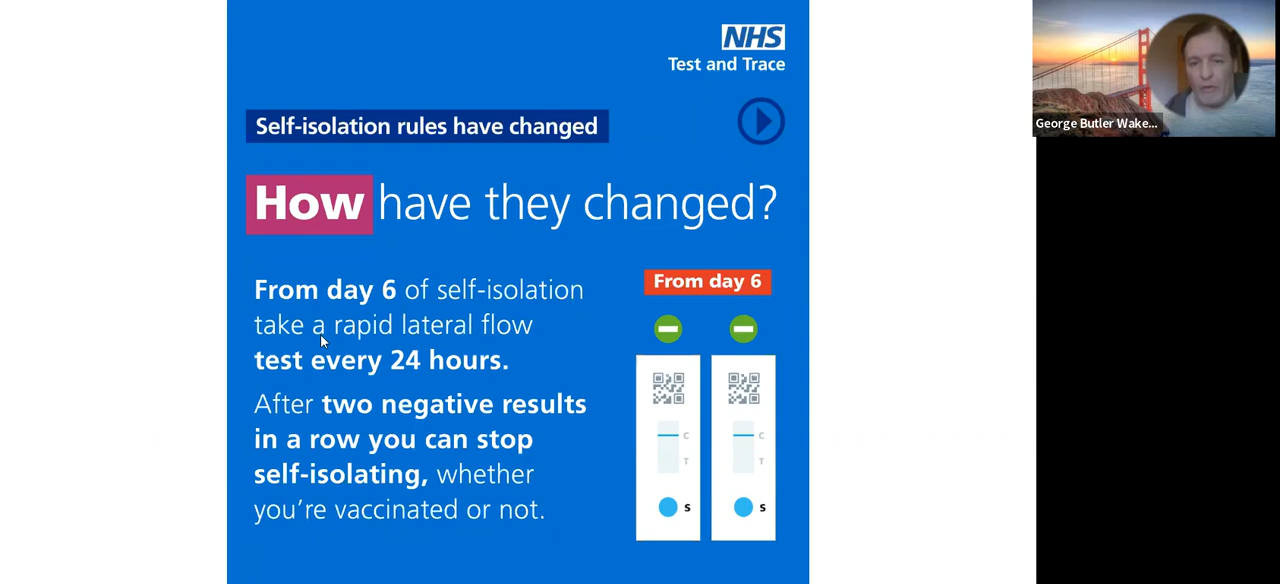 NHS
Test and Trace
Self-isolation rules have changed
How have they changed?
From day 6 of self-isolation
take a rapid lateral flow
test every 24 hours.
After two negative results
in a row you can stop
self-isolating, whether
you're vaccinated or not.
From day 6
C
T
S
C
T
S
George Butler Wake...